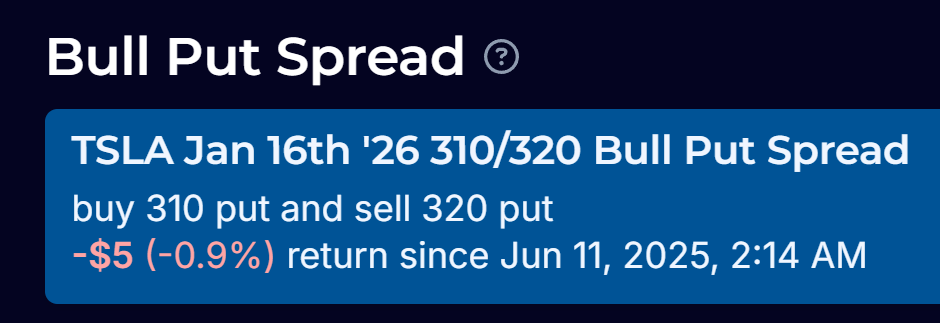 Bull Put Spread ?
TSLA Jan 16th '26 310/320 Bull Put Spread
buy 310 put and sell 320 put
-$5 (-0.9%) return since Jun 11, 2025, 2:14 AM